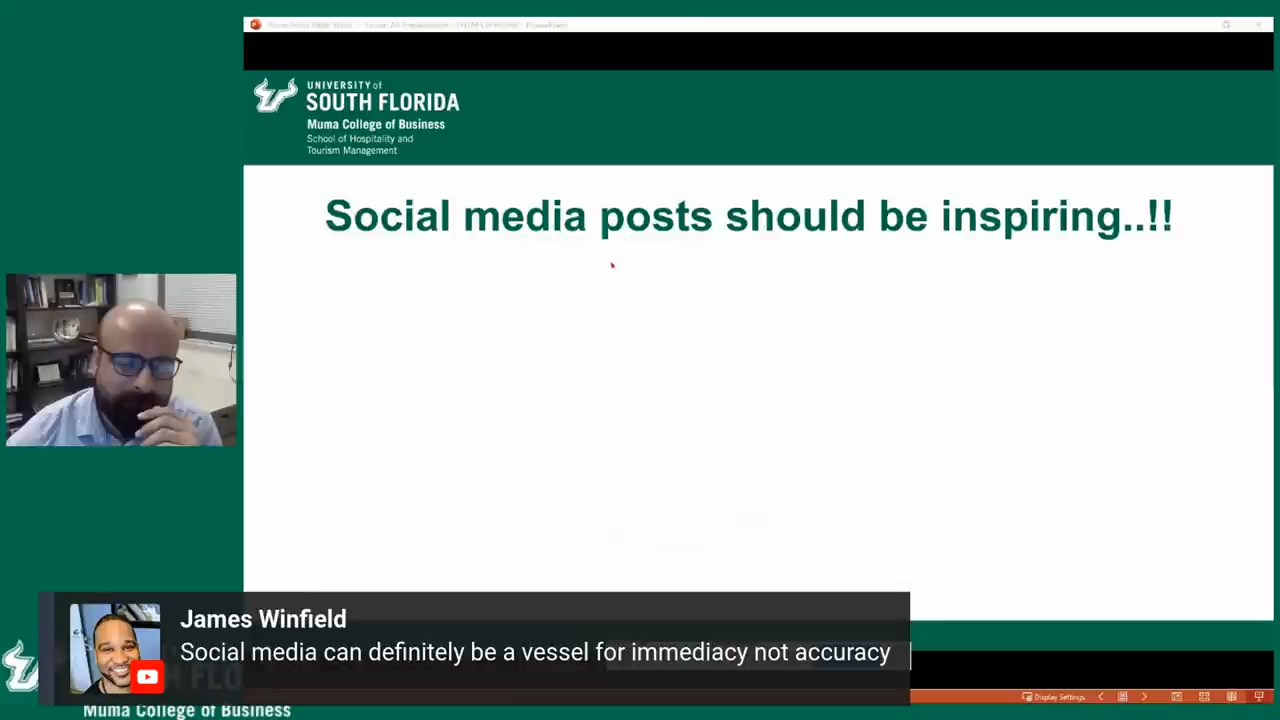 UNIVERSITY of
SOUTH FLORIDA
Muma College of Business
School of Hospitality and
Tourism Management
Social media posts should be inspiring..!!
James Winfield
Social media can definitely be a vessel for immediacy not accuracy
Display Settings
Muma College of Business